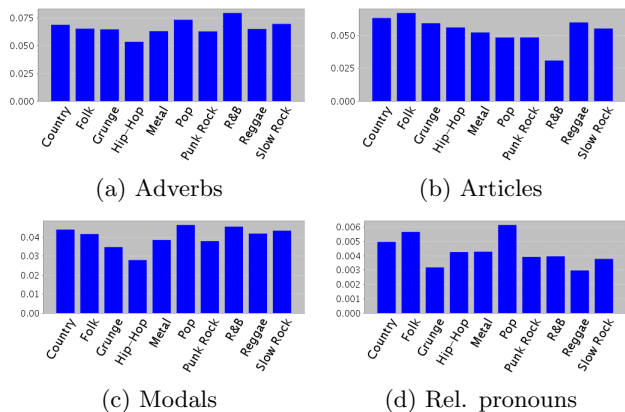 0.075
0.050
0.025
0.000
Country
Folk
Grunge
Hip-Hop
Metal
Pop
Punk Rock
R&B
Reggae
Slow Rock
(a) Adverbs
0.050
0.025
0.000
Country
Folk
Grunge
Hip-Hop
Metal
Pop
Punk Rock
R&B
Reggae
Slow Rock
(b) Articles
0.04
0.03
0.02
0.01
0.00
Country
Folk
Grunge
Hip-Hop
Metal
Pop
Punk Rock
R&B
Reggae
Slow Rock
(c) Modals
0.006
0.005
0.004
0.003
0.002
0.001
0.000
Country
Folk
Grunge
Hip-Hop
Metal
Pop
Punk Rock
R&B
Reggae
Slow Rock
(d) Rel. pronouns